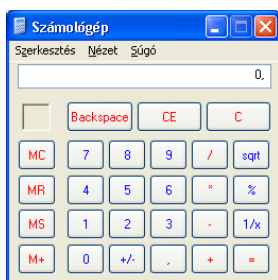 Számológép
Szerkesztés Nézet Súgó
0,
Backspace CE C
MC 7 8 9 / sqrt
MR 4 5 6 * %
MS 1 2 3 - 1/x
M+ 0 +/- , + =